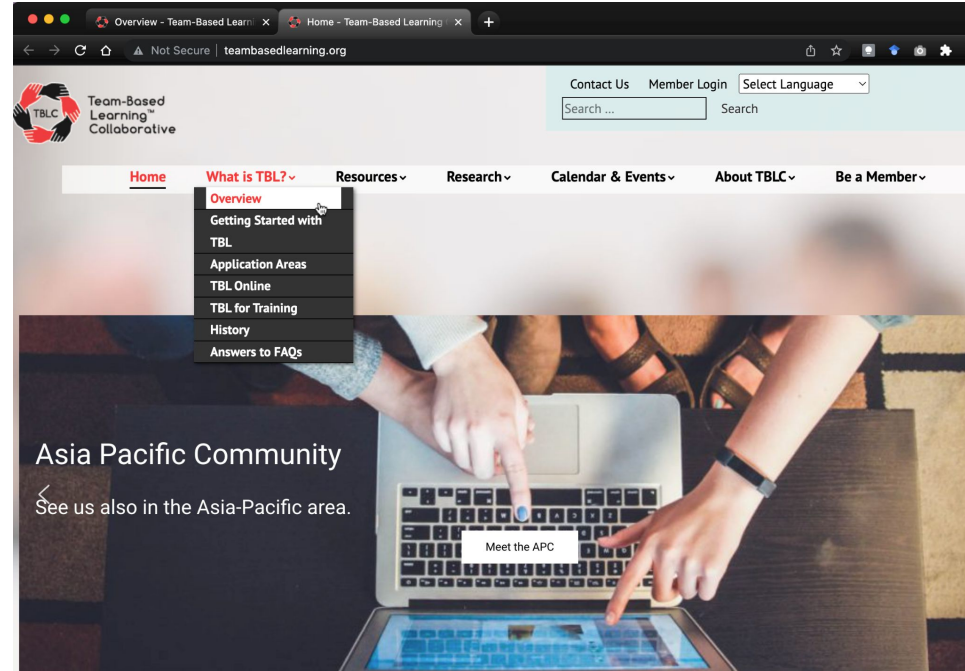 Overview - Team-Based Learni
Home - Team-Based Learning
Not Secure | teambasedlearning.org
Contact Us Member Login Select Language
Search ... Search
TBLC
Team-Based
Learning™
Collaborative
Home What is TBL? Resources Research Calendar & Events About TBLC Be a Member
Overview
Getting Started with
TBL
Application Areas
TBL Online
TBL for Training
History
Answers to FAQs
Asia Pacific Community
See us also in the Asia-Pacific area.
Meet the APC